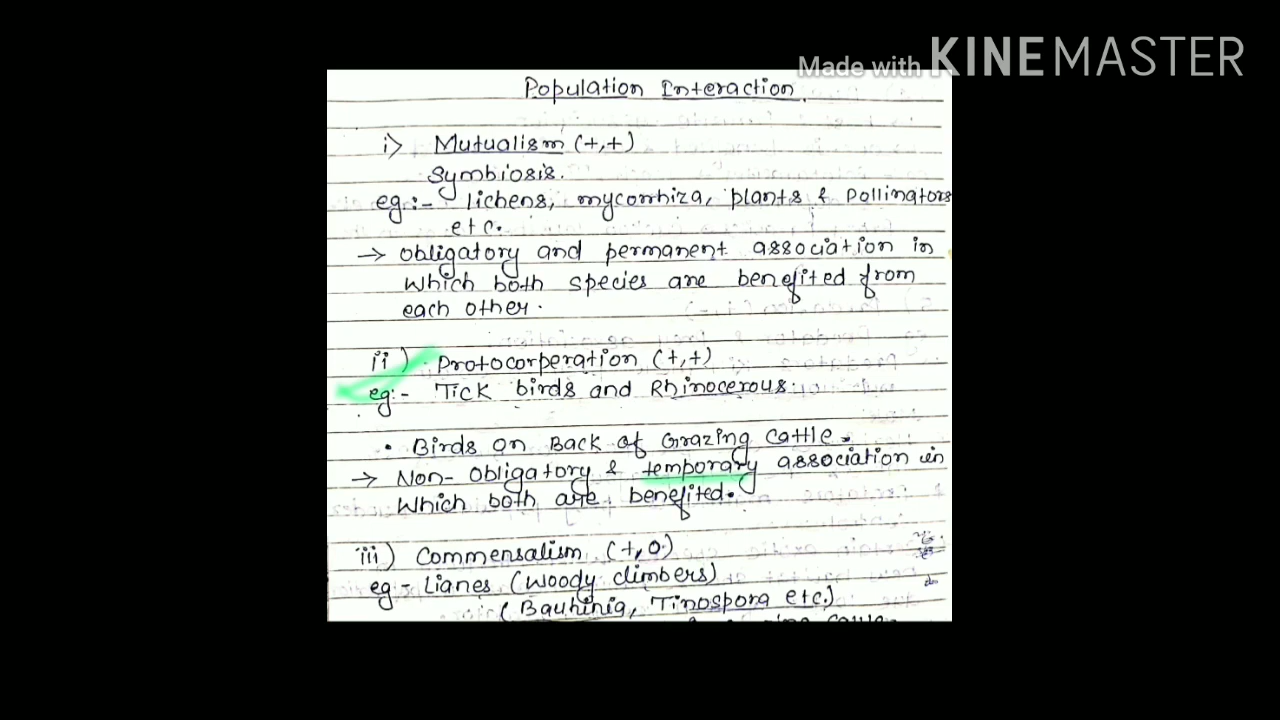 Made with KINEMASTER
Population Interaction
i) Mutualism (+,+)
Symbiosis.
eg:- lichens, mycorrhiza, plants & Pollinators
etc.
→ obligatory and permanent association in
which both species are benefited from
each other.
ii) Protocorperation (+,+)
eg:- Tick birds and Rhinocerous.
• Birds on Back of Grazing Cattle.
→ Non-obligatory & temporary association in
which both are benefited.
iii) Commensalism (+,0)
eg- Lianes (Woody climbers)
(Bauhinia, Tinospora etc.)